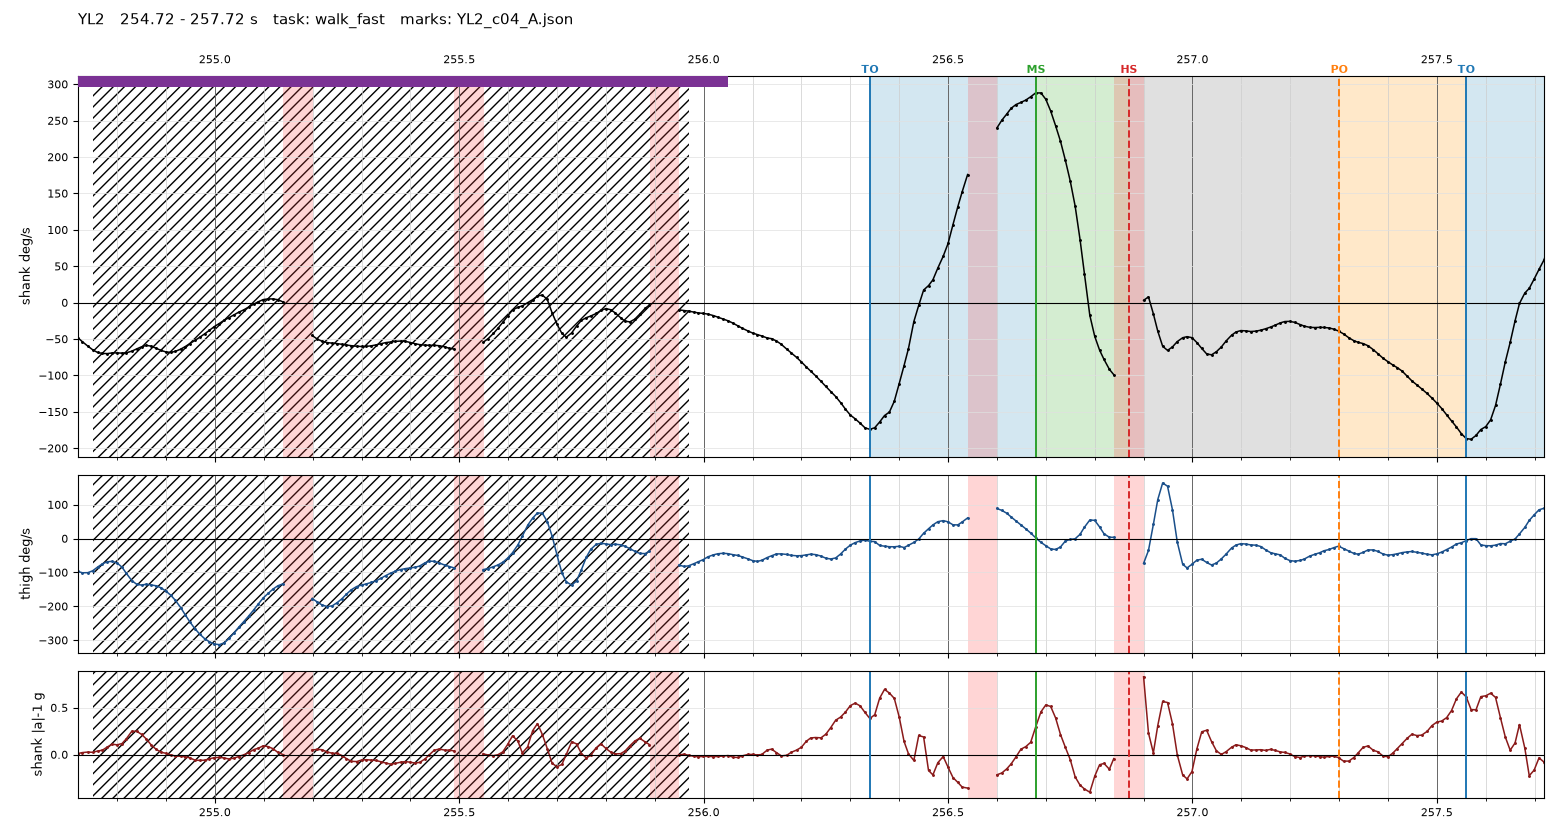 YL2   254.72 - 257.72 s   task: walk_fast   marks: YL2_c04_A.json
255.0 255.5 256.0 256.5 257.0 257.5
TO MS HS PO TO
300
250
200
150
100
50
0
−50
−100
−150
−200
shank deg/s
100
0
−100
−200
−300
thigh deg/s
0.5
0.0
shank |a|-1 g
255.0 255.5 256.0 256.5 257.0 257.5